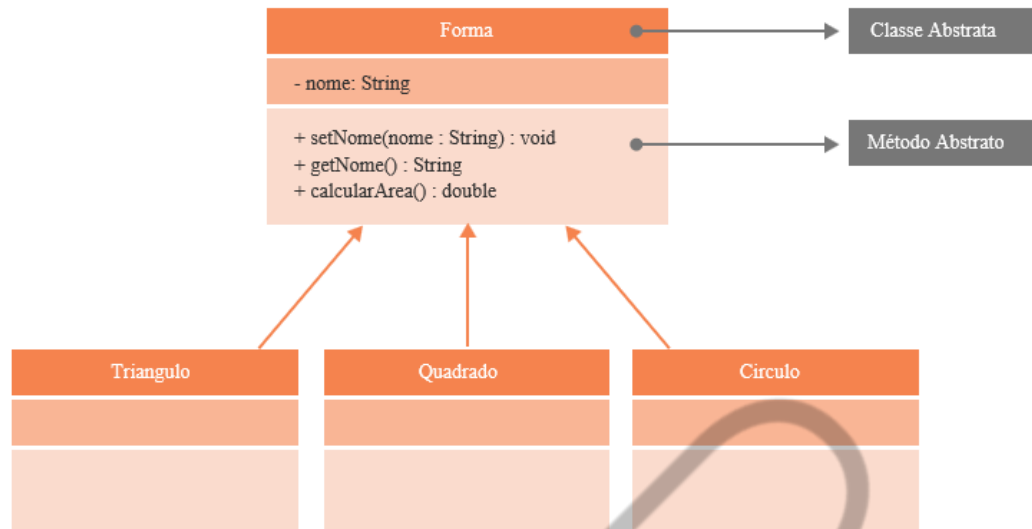 Forma
Classe Abstrata
- nome: String
+ setNome(nome : String) : void
Método Abstrato
+ getNome() : String
+ calcularArea() : double
Triangulo
Quadrado
Circulo